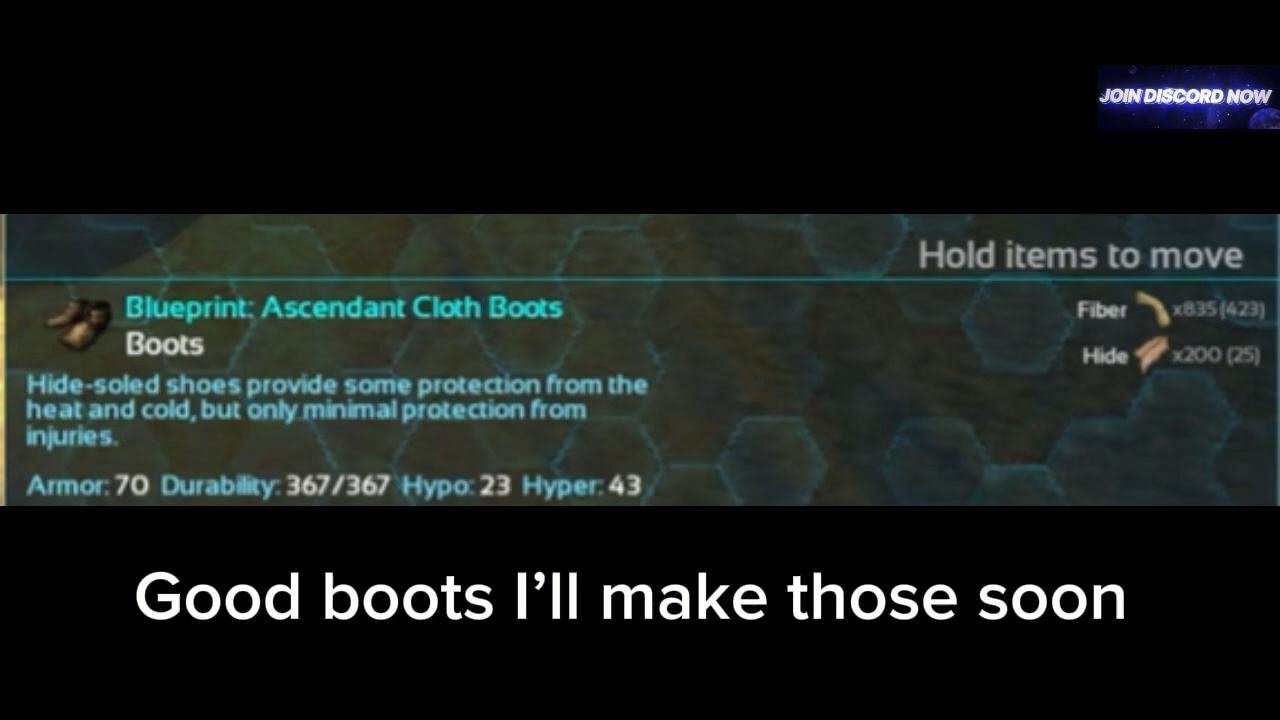 JOIN DISCORD NOW
Hold items to move
Blueprint: Ascendant Cloth Boots
Boots
Fiber x835 (423)
Hide x200 (25)
Hide-soled shoes provide some protection from the
heat and cold, but only minimal protection from
injuries.
Armor: 70 Durability: 367/367 Hypo: 23 Hyper: 43
Good boots I’ll make those soon